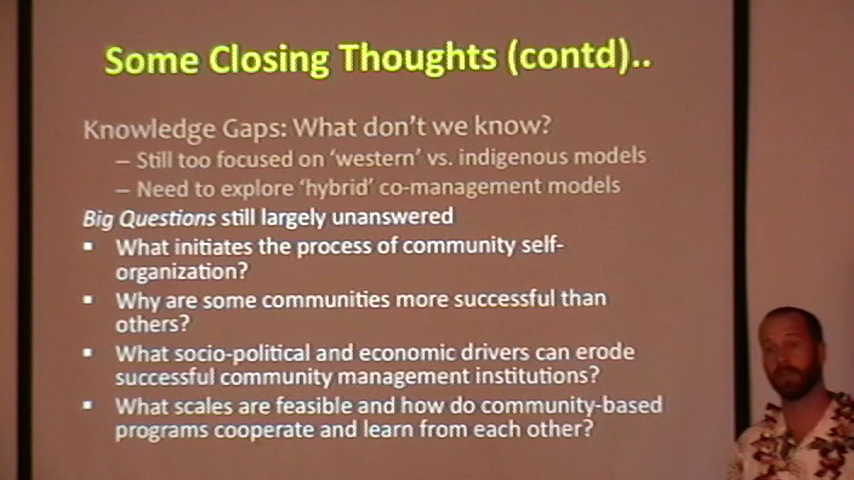 Some Closing Thoughts (contd)..
Knowledge Gaps: What don't we know?
– Still too focused on 'western' vs. indigenous models
– Need to explore 'hybrid' co-management models
Big Questions still largely unanswered
▪ What initiates the process of community self-
organization?
▪ Why are some communities more successful than
others?
▪ What socio-political and economic drivers can erode
successful community management institutions?
▪ What scales are feasible and how do community-based
programs cooperate and learn from each other?